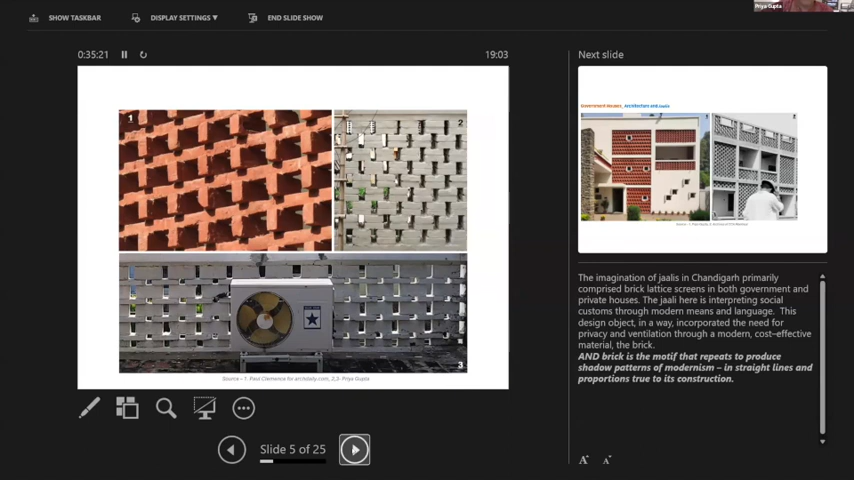 Priya Gupta
SHOW TASKBAR
DISPLAY SETTINGS ▼
END SLIDE SHOW
0:35:21
19:03
1
2
3
Source – 1. Paul Clemence for archdaily.com; 2,3- Priya Gupta
Slide 5 of 25
Next slide
Government Houses, Architecture and Jaalis
The imagination of jaalis in Chandigarh primarily
comprised brick lattice screens in both government and
private houses. The jaali here is interpreting social
customs through modern means and language. This
design object, in a way, incorporated the need for
privacy and ventilation through a modern, cost–effective
material, the brick.
AND brick is the motif that repeats to produce
shadow patterns of modernism – in straight lines and
proportions true to its construction.
A
A